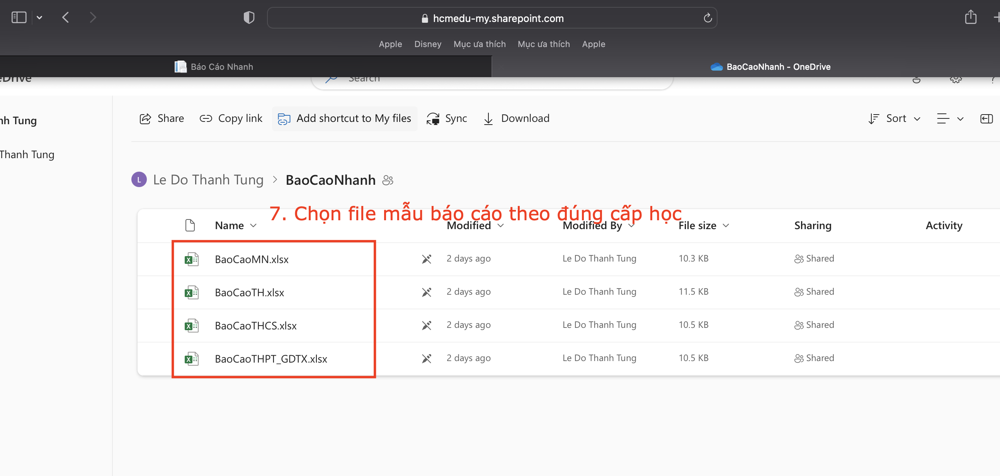 hcmedu-my.sharepoint.com
Apple Disney Mục ưa thích Mục ưa thích Apple
Báo Cáo Nhanh
BaoCaoNhanh - OneDrive
eDrive
Search
nh Tung
Thanh Tung
Share Copy link Add shortcut to My files Sync Download Sort
L Le Do Thanh Tung > BaoCaoNhanh
7. Chọn file mẫu báo cáo theo đúng cấp học
Name Modified Modified By File size Sharing Activity
BaoCaoMN.xlsx 2 days ago Le Do Thanh Tung 10.3 KB Shared
BaoCaoTH.xlsx 2 days ago Le Do Thanh Tung 11.5 KB Shared
BaoCaoTHCS.xlsx 2 days ago Le Do Thanh Tung 10.5 KB Shared
BaoCaoTHPT_GDTX.xlsx 2 days ago Le Do Thanh Tung 10.5 KB Shared